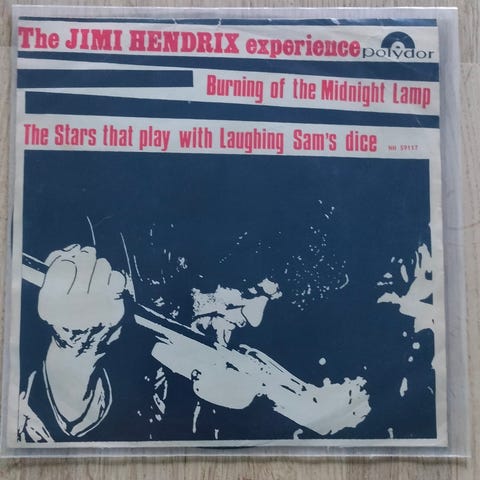 The JIMI HENDRIX experience
polydor
Burning of the Midnight Lamp
The Stars that play with Laughing Sam's dice
NH 59117